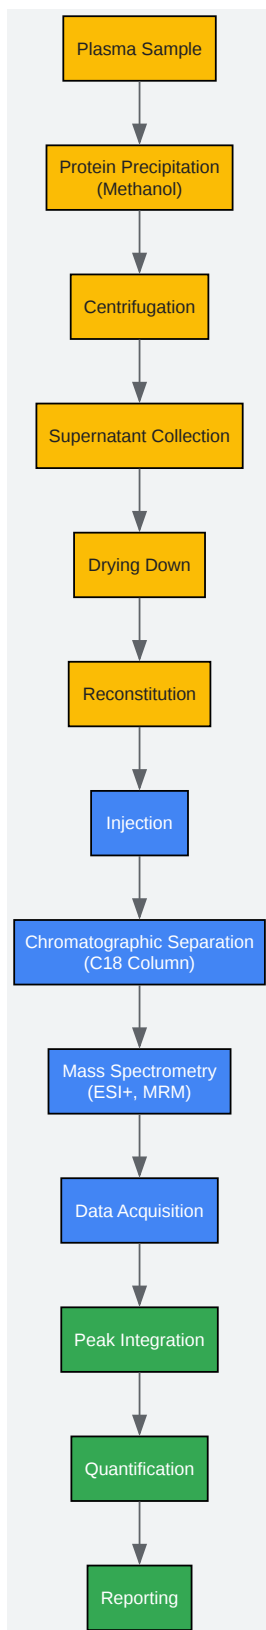 Plasma Sample
Protein Precipitation
(Methanol)
Centrifugation
Supernatant Collection
Drying Down
Reconstitution
Injection
Chromatographic Separation
(C18 Column)
Mass Spectrometry
(ESI+, MRM)
Data Acquisition
Peak Integration
Quantification
Reporting